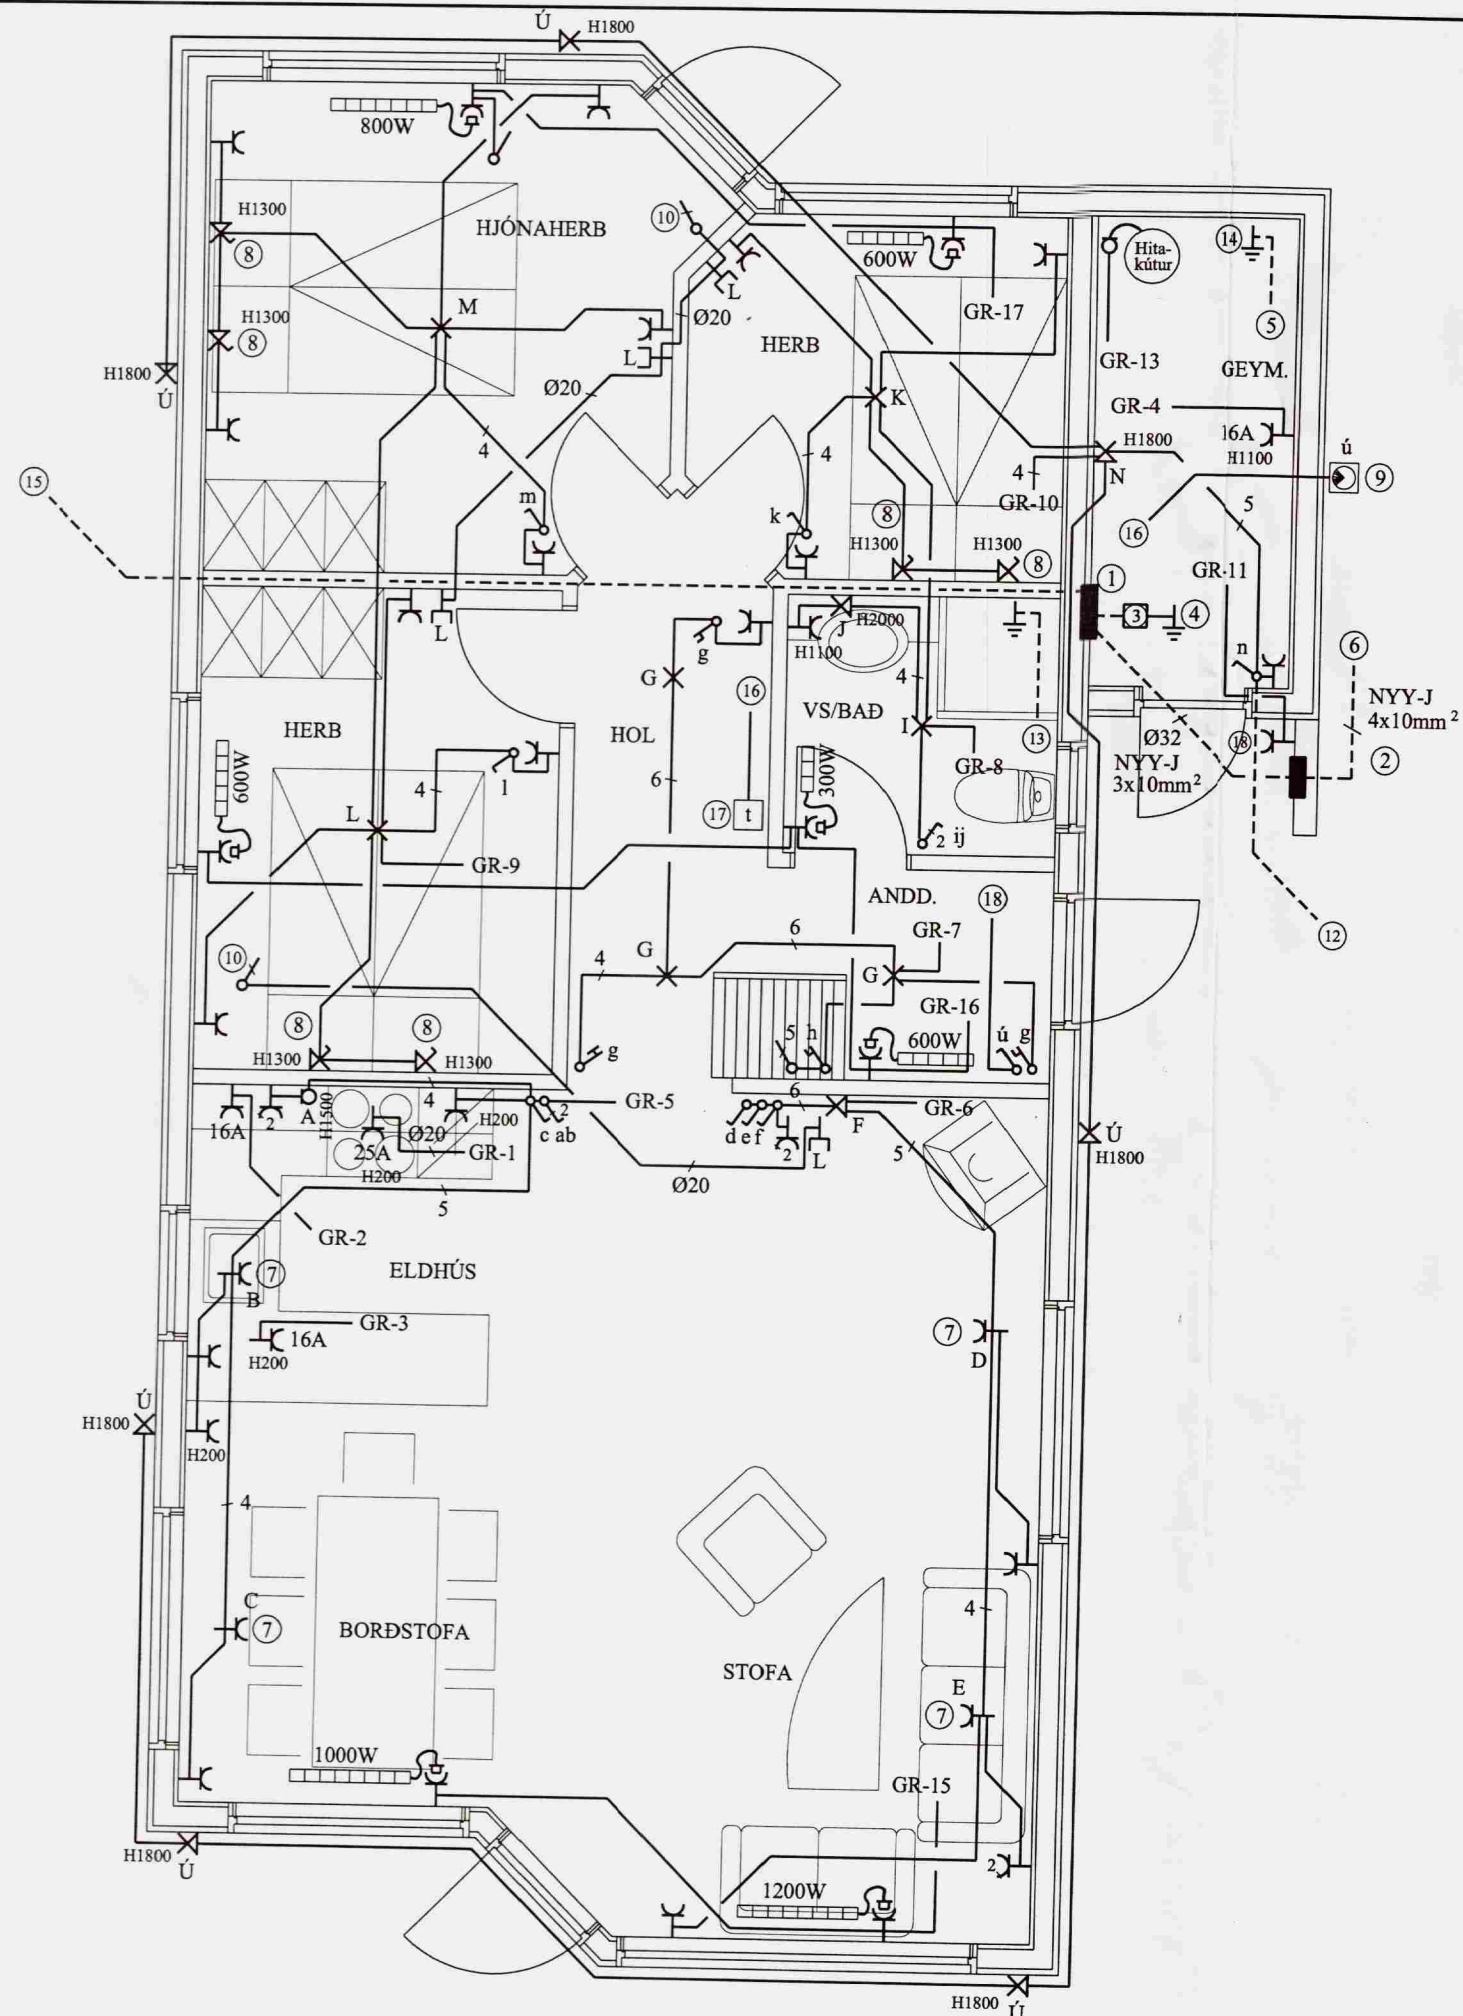 Ú H1800
800W
H1300
8
HJÓNAHERB
10
L
600W
Hita-
kútur
14
5
M
H1300
8
Ø20
L
HERB
GR-17
GR-13
GEYM.
H1800
Ú
Ø20
K
GR-4
16A
H1100
ú
9
4
4
H1800
N
4
GR-10
5
15
m
k
8
H1300
H1300
8
16
1
GR-11
3
4
L
g
J
H2000
H1100
n
6
G
16
4
NYY-J
4x10mm²
2
HERB
HOL
VS/BAÐ
I
13
Ø32
18
NYY-J
3x10mm²
600W
4
l
6
300W
GR-8
L
17
t
2 ij
GR-9
ANDD.
18
GR-7
12
10
G
4
6
G
GR-16
8
8
H1300
H1300
g
5 h
600W
ú g
4
A
H1500
16A
2
25A
H200
Ø20
GR-1
H200
2
c ab
GR-5
6
d e f
2
L
F
GR-6
5
Ú
H1800
5
Ø20
GR-2
7
B
ELDHÚS
GR-3
16A
H200
7
D
Ú
H1800
H200
4
C
7
BORÐSTOFA
4
STOFA
E
7
1000W
GR-15
H1800
Ú
1200W
2
H1800
Ú